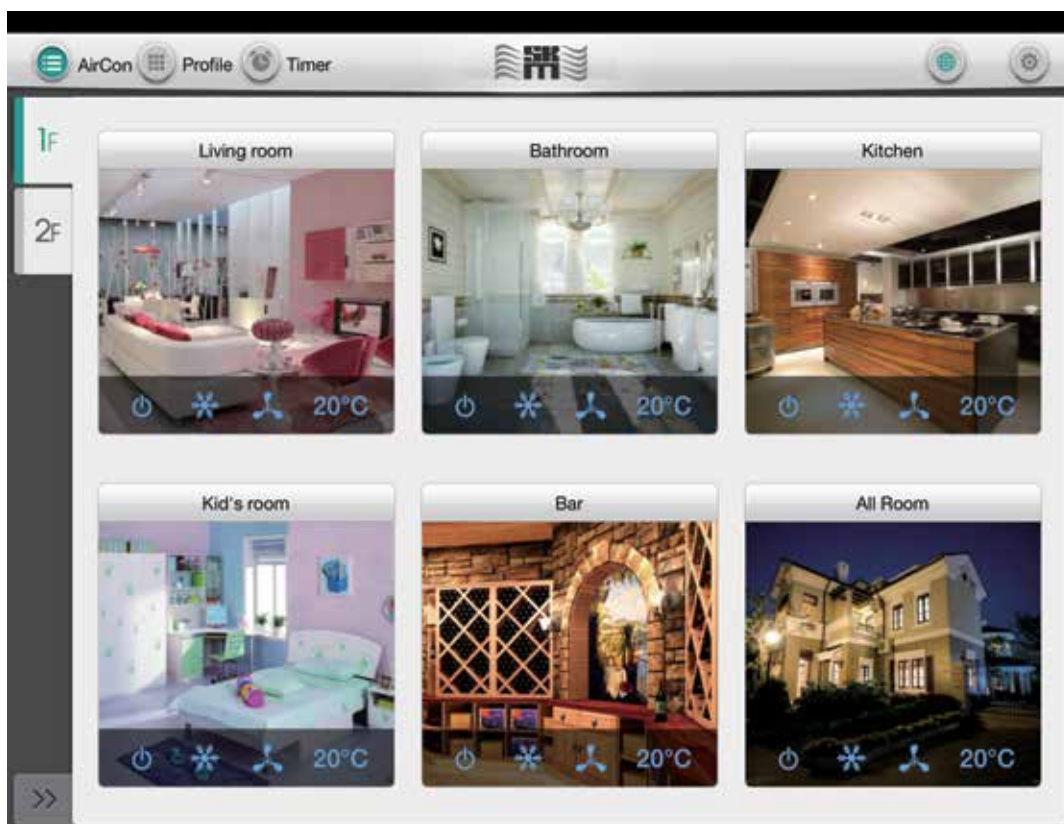 AirCon Profile Timer SKM
1F
Living room Bathroom Kitchen
2F
20°C 20°C 20°C
Kid's room Bar All Room
20°C 20°C 20°C
>>